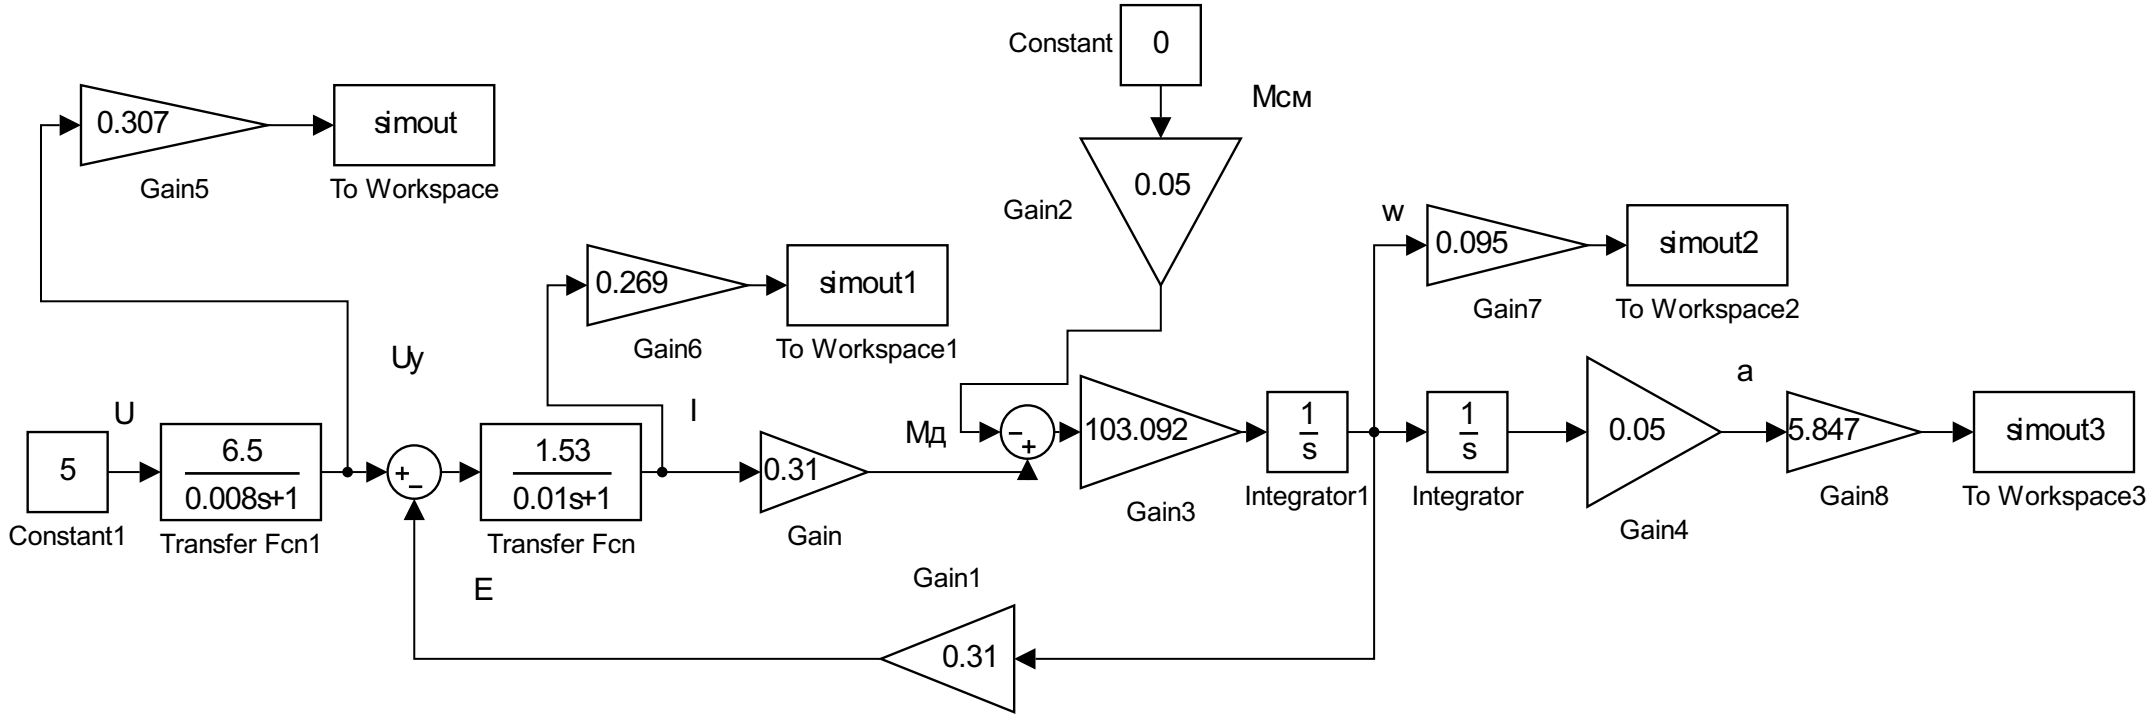 Constant
0
Mсм
0.307
simout
Gain5
To Workspace
0.05
Gain2
w
0.095
simout2
Gain7
To Workspace2
0.269
simout1
Gain6
To Workspace1
Uy
a
U
5
Constant1
6.5
0.008s+1
Transfer Fcn1
+
−
1.53
0.01s+1
Transfer Fcn
I
0.31
Gain
Mд
−
+
103.092
Gain3
1
s
Integrator1
1
s
Integrator
0.05
Gain4
5.847
Gain8
simout3
To Workspace3
E
Gain1
0.31